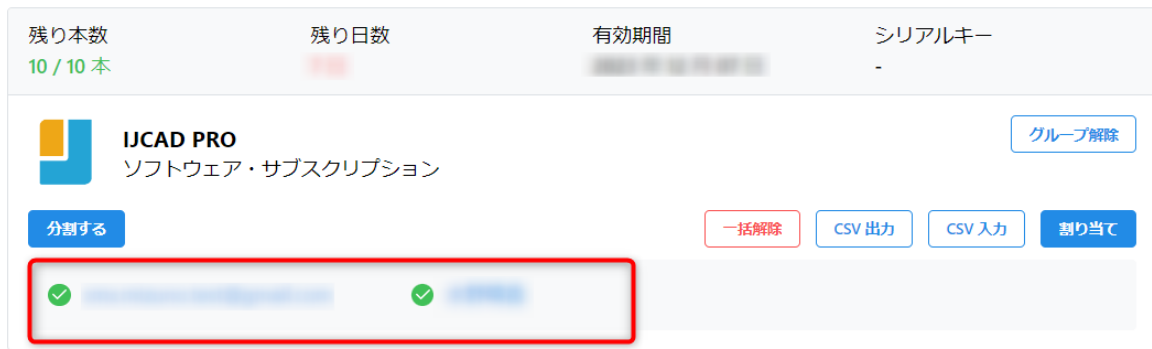 残り本数 残り日数 有効期間 シリアルキー
10 / 10 本 -
IJCAD PRO
グループ解除
ソフトウェア・サブスクリプション
分割する 一括解除 CSV 出力 CSV 入力 割り当て